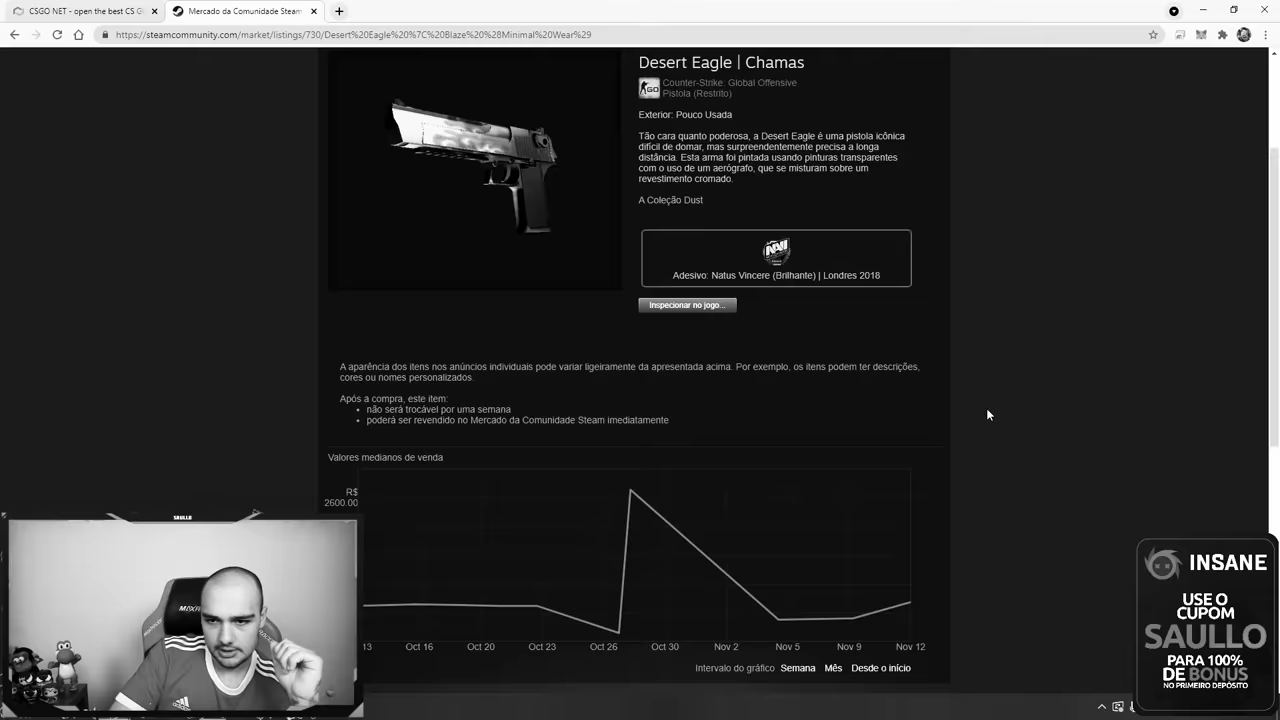 CSGO NET - open the best CS G
Mercado da Comunidade Steam
https://steamcommunity.com/market/listings/730/Desert%20Eagle%20%7C%20Blaze%20%28Minimal%20Wear%29
Desert Eagle | Chamas
Counter-Strike: Global Offensive
Pistola (Restrito)
Exterior: Pouco Usada
Tão cara quanto poderosa, a Desert Eagle é uma pistola icônica
difícil de domar, mas surpreendentemente precisa a longa
distância. Esta arma foi pintada usando pinturas transparentes
com o uso de um aerógrafo, que se misturam sobre um
revestimento cromado.
A Coleção Dust
Adesivo: Natus Vincere (Brilhante) | Londres 2018
Inspecionar no jogo...
A aparência dos itens nos anúncios individuais pode variar ligeiramente da apresentada acima. Por exemplo, os itens podem ter descrições,
cores ou nomes personalizados.
Após a compra, este item:
não será trocável por uma semana
poderá ser revendido no Mercado da Comunidade Steam imediatamente
Valores medianos de venda
R$
2600.00
13 Oct 16 Oct 20 Oct 23 Oct 26 Oct 30 Nov 2 Nov 5 Nov 9 Nov 12
Intervalo do gráfico Semana Mês Desde o início
SAULLO
INSANE
USE O
CUPOM
SAULLO
PARA 100%
DE BONUS
NO PRIMEIRO DEPÓSITO